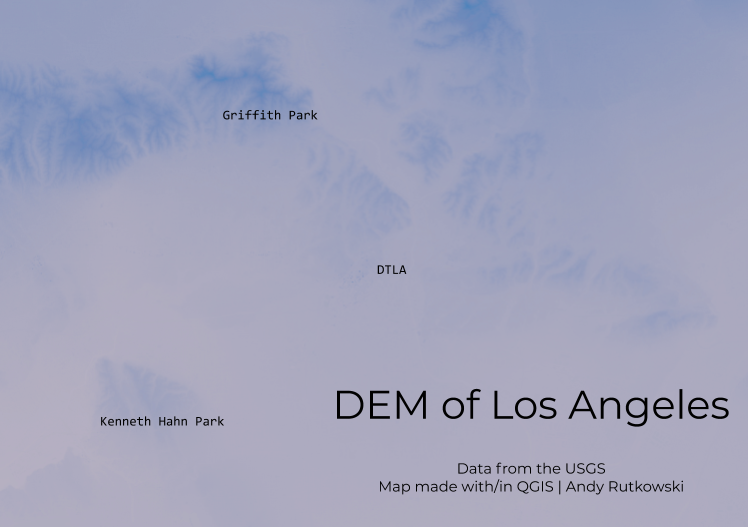 Griffith Park
DTLA
Kenneth Hahn Park
DEM of Los Angeles
Data from the USGS
Map made with/in QGIS | Andy Rutkowski